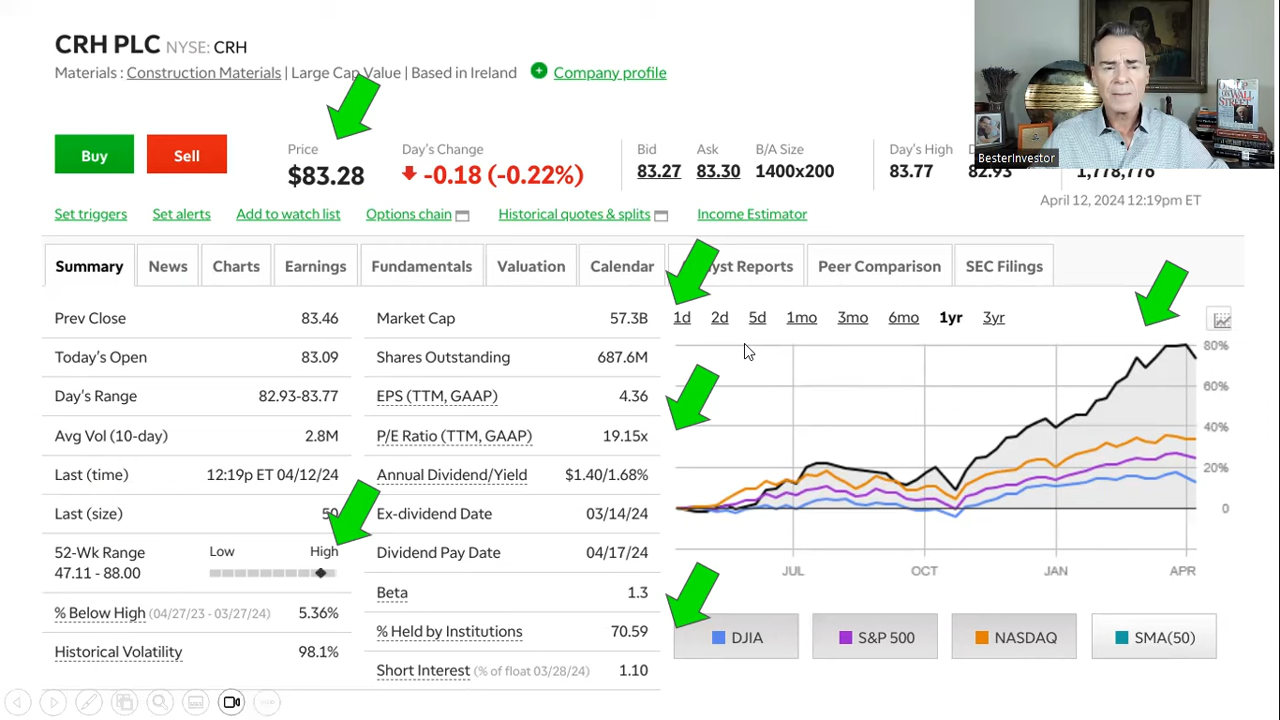 CRH PLC NYSE: CRH
Materials : Construction Materials | Large Cap Value | Based in Ireland + Company profile
BesterInvestor
Buy
Sell
Price
$83.28
Day's Change
-0.18 (-0.22%)
Bid
83.27
Ask
83.30
B/A Size
1400x200
Day's High
83.77
82.93
1,778,776
April 12, 2024 12:19pm ET
Set triggers
Set alerts
Add to watch list
Options chain
Historical quotes & splits
Income Estimator
Summary
News
Charts
Earnings
Fundamentals
Valuation
Calendar
Reports
Peer Comparison
SEC Filings
Prev Close 83.46
Today's Open 83.09
Day's Range 82.93-83.77
Avg Vol (10-day) 2.8M
Last (time) 12:19p ET 04/12/24
Last (size) 50
52-Wk Range Low High
47.11 - 88.00
% Below High (04/27/23 - 03/27/24) 5.36%
Historical Volatility 98.1%
Market Cap 57.3B
Shares Outstanding 687.6M
EPS (TTM, GAAP) 4.36
P/E Ratio (TTM, GAAP) 19.15x
Annual Dividend/Yield $1.40/1.68%
Ex-dividend Date 03/14/24
Dividend Pay Date 04/17/24
Beta 1.3
% Held by Institutions 70.59
Short Interest (% of float 03/28/24) 1.10
1d 2d 5d 1mo 3mo 6mo 1yr 3yr
80%
60%
40%
20%
0
JUL OCT JAN APR
DJIA
S&P 500
NASDAQ
SMA(50)